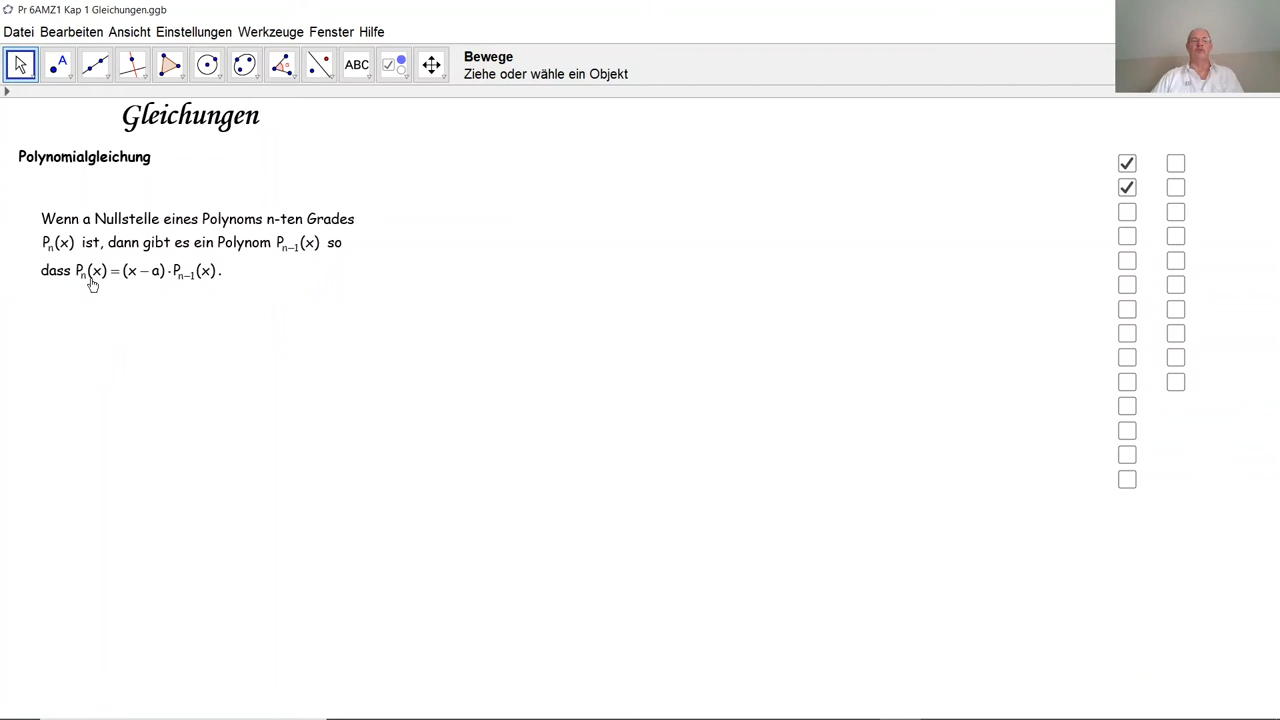 Pr 6AMZ1 Kap 1 Gleichungen.ggb
Datei Bearbeiten Ansicht Einstellungen Werkzeuge Fenster Hilfe
A
ABC
Bewege
Ziehe oder wähle ein Objekt
Gleichungen
Polynomialgleichung
Wenn a Nullstelle eines Polynoms n-ten Grades
Pₙ(x) ist, dann gibt es ein Polynom Pₙ₋₁(x) so
dass Pₙ(x) = (x − a) · Pₙ₋₁(x).